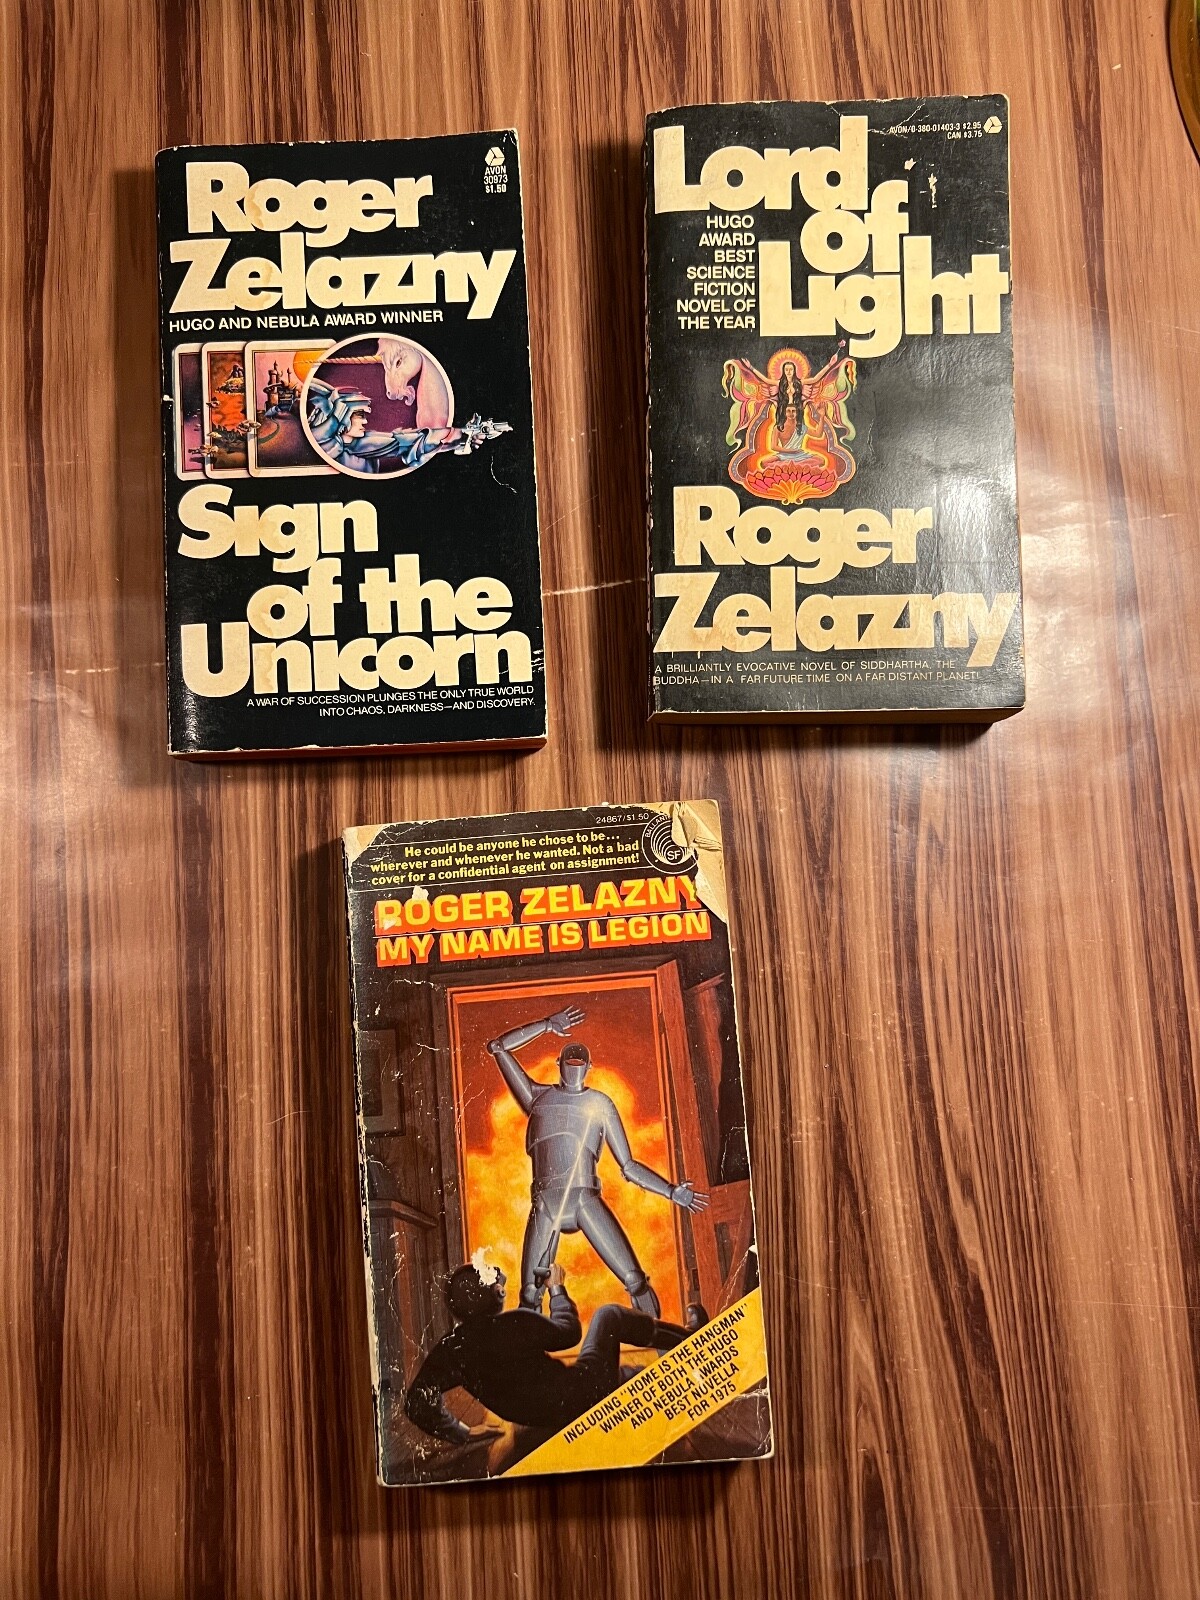 Roger
Zelazny
HUGO AND NEBULA AWARD WINNER
AVON
30973
$1.50
Sign
of the
Unicorn
A WAR OF SUCCESSION PLUNGES THE ONLY TRUE WORLD
INTO CHAOS, DARKNESS—AND DISCOVERY.
AVON/0-380-01403-3 $2.95
CAN $3.75
Lord
of
Light
HUGO
AWARD
BEST
SCIENCE
FICTION
NOVEL OF
THE YEAR
Roger
Zelazny
A BRILLIANTLY EVOCATIVE NOVEL OF SIDDHARTHA, THE
BUDDHA—IN A FAR FUTURE TIME ON A FAR DISTANT PLANET!
24867/$1.50
SF
He could be anyone he chose to be...
wherever and whenever he wanted. Not a bad
cover for a confidential agent on assignment!
ROGER ZELAZNY
MY NAME IS LEGION
INCLUDING "HOME IS THE HANGMAN"
WINNER OF BOTH THE HUGO
AND NEBULA AWARDS
BEST NOVELLA
FOR 1975